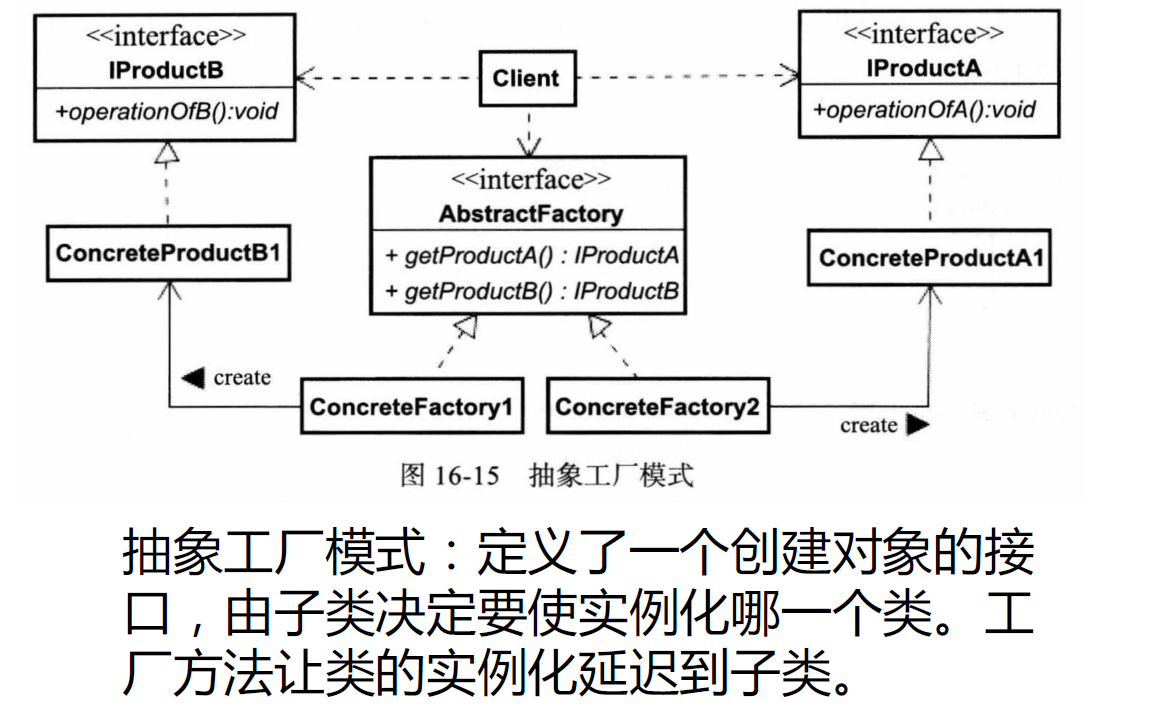 <<interface>>
IProductB
+operationOfB():void
Client
<<interface>>
IProductA
+operationOfA():void
<<interface>>
AbstractFactory
+ getProductA() : IProductA
+ getProductB() : IProductB
ConcreteProductB1
ConcreteProductA1
create
ConcreteFactory1
ConcreteFactory2
create
图 16-15 抽象工厂模式
抽象工厂模式：定义了一个创建对象的接
口，由子类决定要使实例化哪一个类。工
厂方法让类的实例化延迟到子类。